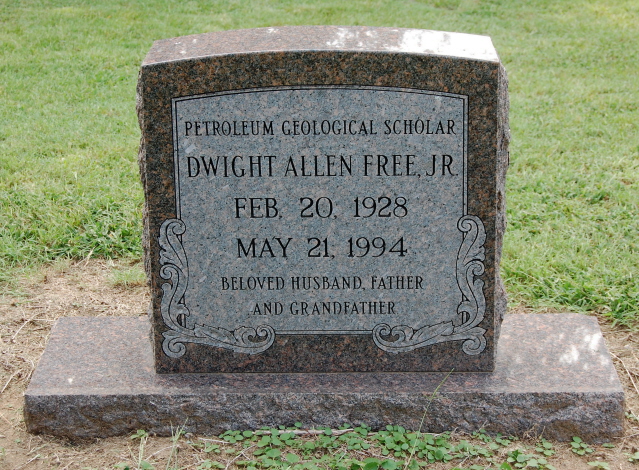 PETROLEUM GEOLOGICAL SCHOLAR
DWIGHT ALLEN FREE, JR.
FEB. 20, 1928
MAY 21, 1994
BELOVED HUSBAND, FATHER
AND GRANDFATHER